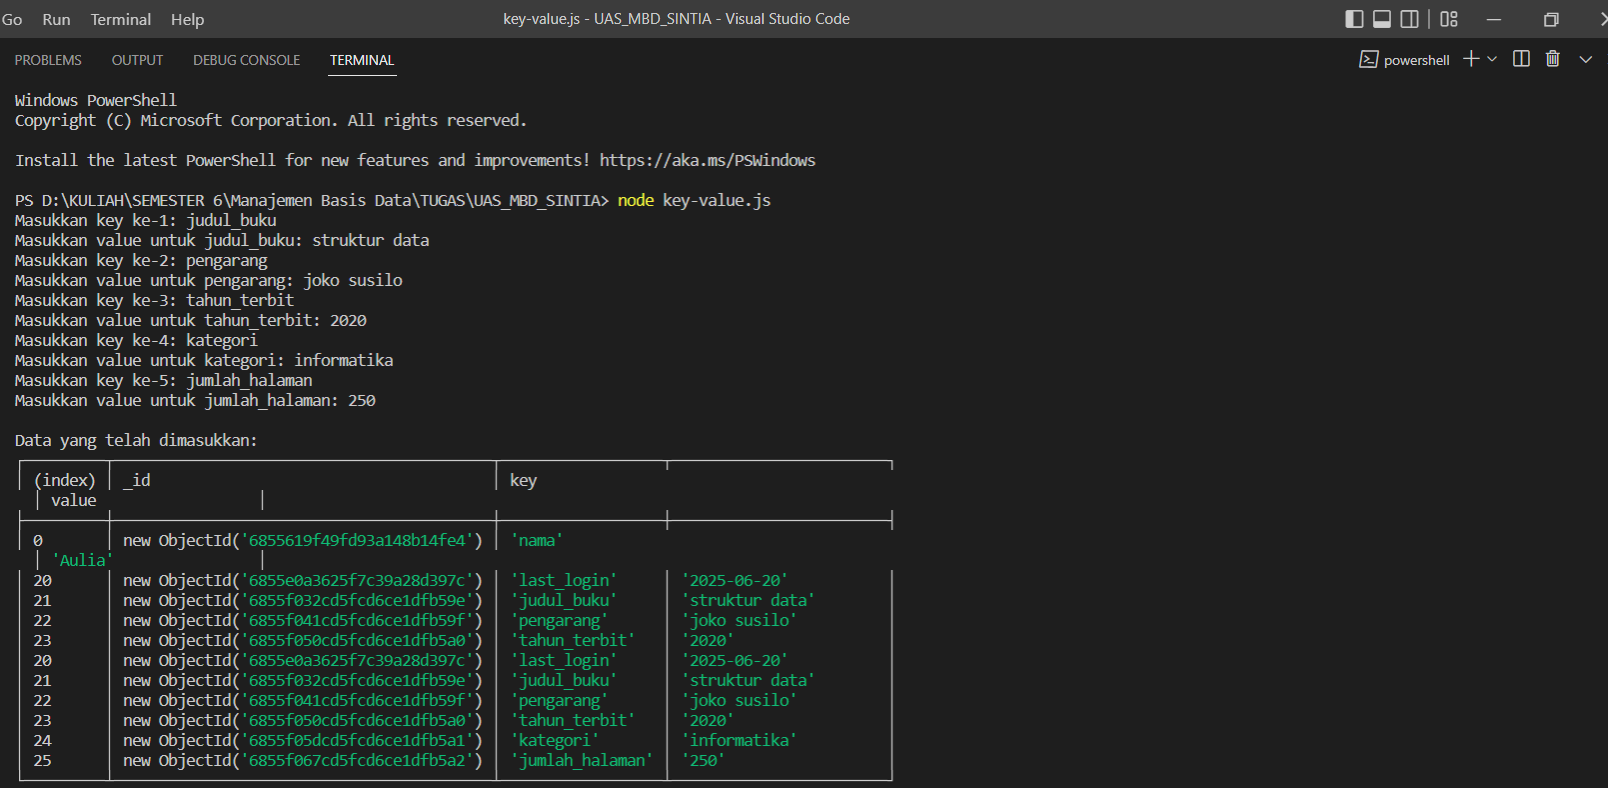 Go Run Terminal Help key-value.js - UAS_MBD_SINTIA - Visual Studio Code
PROBLEMS OUTPUT DEBUG CONSOLE TERMINAL powershell
Windows PowerShell
Copyright (C) Microsoft Corporation. All rights reserved.
Install the latest PowerShell for new features and improvements! https://aka.ms/PSWindows
PS D:\KULIAH\SEMESTER 6\Manajemen Basis Data\TUGAS\UAS_MBD_SINTIA> node key-value.js
Masukkan key ke-1: judul_buku
Masukkan value untuk judul_buku: struktur data
Masukkan key ke-2: pengarang
Masukkan value untuk pengarang: joko susilo
Masukkan key ke-3: tahun_terbit
Masukkan value untuk tahun_terbit: 2020
Masukkan key ke-4: kategori
Masukkan value untuk kategori: informatika
Masukkan key ke-5: jumlah_halaman
Masukkan value untuk jumlah_halaman: 250
Data yang telah dimasukkan:
(index) _id key
value
0 new ObjectId('6855619f49fd93a148b14fe4') 'nama'
'Aulia'
20 new ObjectId('6855e0a3625f7c39a28d397c') 'last_login' '2025-06-20'
21 new ObjectId('6855f032cd5fcd6ce1dfb59e') 'judul_buku' 'struktur data'
22 new ObjectId('6855f041cd5fcd6ce1dfb59f') 'pengarang' 'joko susilo'
23 new ObjectId('6855f050cd5fcd6ce1dfb5a0') 'tahun_terbit' '2020'
20 new ObjectId('6855e0a3625f7c39a28d397c') 'last_login' '2025-06-20'
21 new ObjectId('6855f032cd5fcd6ce1dfb59e') 'judul_buku' 'struktur data'
22 new ObjectId('6855f041cd5fcd6ce1dfb59f') 'pengarang' 'joko susilo'
23 new ObjectId('6855f050cd5fcd6ce1dfb5a0') 'tahun_terbit' '2020'
24 new ObjectId('6855f05dcd5fcd6ce1dfb5a1') 'kategori' 'informatika'
25 new ObjectId('6855f067cd5fcd6ce1dfb5a2') 'jumlah_halaman' '250'